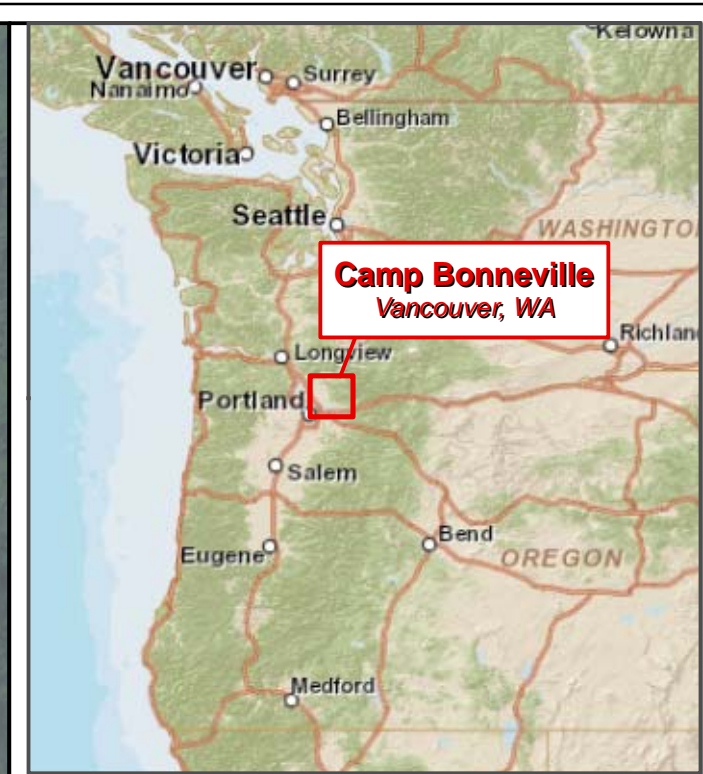 Kelowna
Vancouver
Surrey
Nanaimo
Bellingham
Victoria
Seattle
WASHINGTO
Camp Bonneville
Vancouver, WA
Richlan
Longview
Portland
Salem
Bend
Eugene
OREGON
Medford